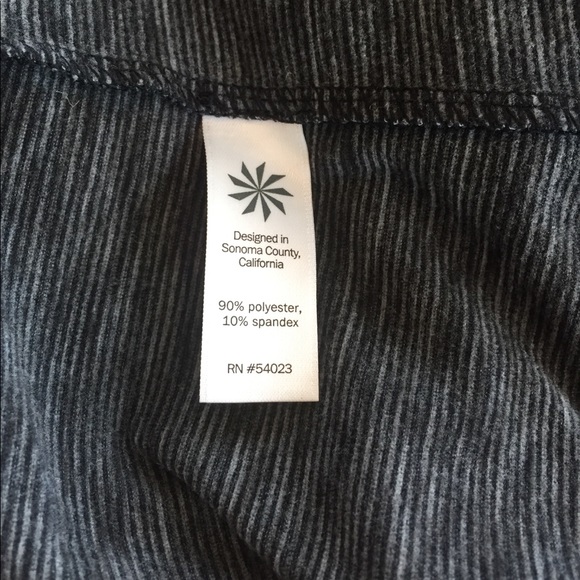 Designed in
Sonoma County,
California
90% polyester,
10% spandex
RN #54023